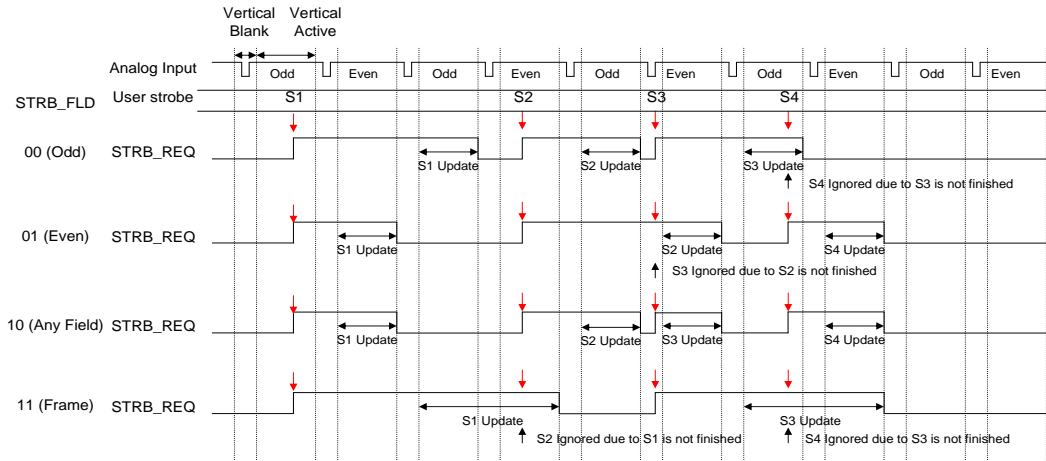 Vertical Blank
Vertical Active
Analog Input
Odd Even Odd Even Odd Even Odd Even Odd Even
STRB_FLD User strobe S1 S2 S3 S4
00 (Odd) STRB_REQ
S1 Update S2 Update S3 Update
S4 Ignored due to S3 is not finished
01 (Even) STRB_REQ
S1 Update S2 Update S4 Update
S3 Ignored due to S2 is not finished
10 (Any Field) STRB_REQ
S1 Update S2 Update S3 Update S4 Update
11 (Frame) STRB_REQ
S1 Update S3 Update
S2 Ignored due to S1 is not finished S4 Ignored due to S3 is not finished